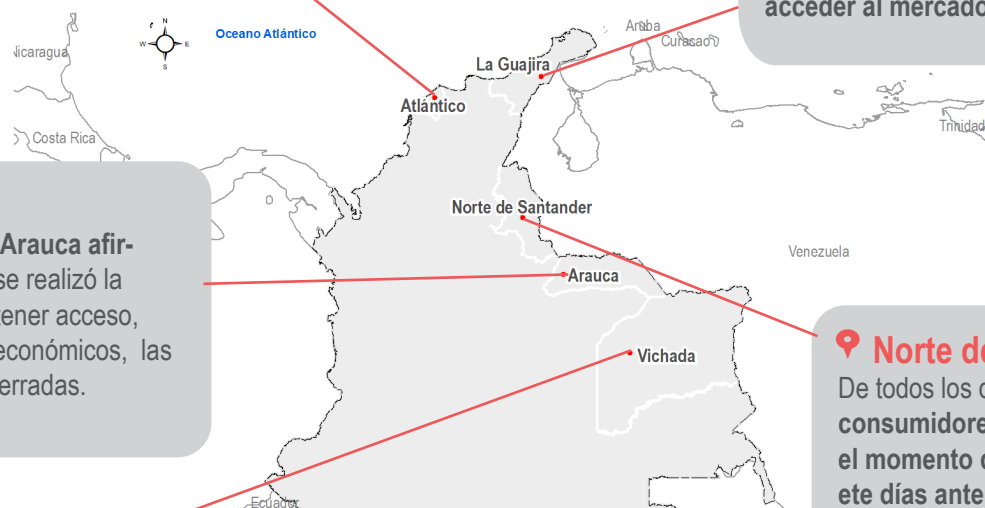 acceder al mercado
N
W
E
S
Oceano Atlántico
Nicaragua
Aruba
Curacao
La Guajira
Atlántico
Trinidad
Costa Rica
Norte de Santander
Arauca afir-
se realizó la
tener acceso,
económicos, las
erradas.
Venezuela
Arauca
Vichada
Norte de
De todos los
consumidore
el momento
ete días ante
Ecuador